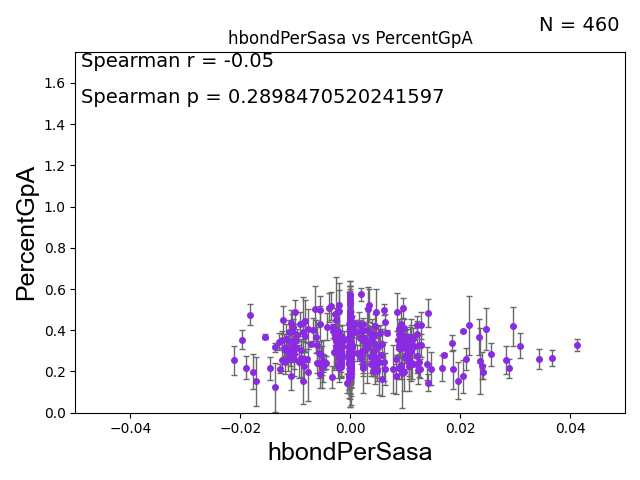 N = 460
hbondPerSasa vs PercentGpA
Spearman r = -0.05
Spearman p = 0.2898470520241597
PercentGpA
1.6
1.4
1.2
1.0
0.8
0.6
0.4
0.2
0.0
−0.04 −0.02 0.00 0.02 0.04
hbondPerSasa